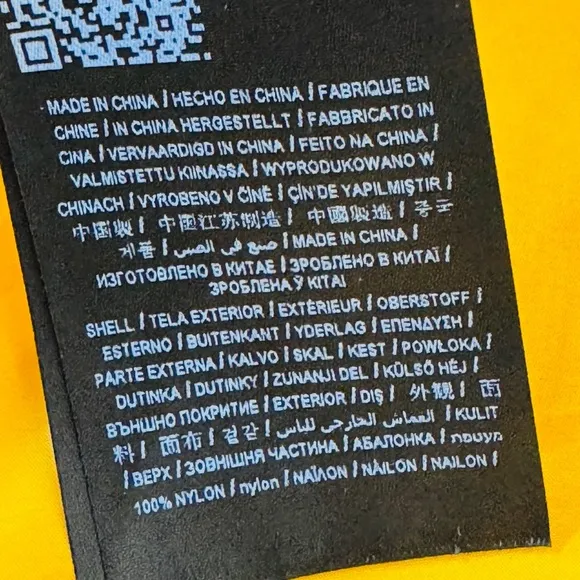 MADE IN CHINA | HECHO EN CHINA | FABRIQUE EN
CHINE | IN CHINA HERGESTELLT | FABBRICATO IN
CINA | VERVAARDIGD IN CHINA | FEITO NA CHINA |
VALMISTETTU KIINASSA | WYPRODUKOWANO W
CHINACH | VYROBENO V ČÍNĚ | ÇİN'DE YAPILMIŞTIR |
中国製 | 中国江苏制造 | 中國製造 | 중국
제품 | صنع في الصين | MADE IN CHINA |
ИЗГОТОВЛЕНО В КИТАЕ | ЗРОБЛЕНО В КИТАЇ |
ЗРОБЛЕНА Ў КІТАІ
SHELL | TELA EXTERIOR | EXTÉRIEUR | OBERSTOFF |
ESTERNO | BUITENKANT | YDERLAG | ΕΠΕΝΔΥΣΗ |
PARTE EXTERNA | KALVO | SKAL | KEST | POWŁOKA |
DUTINKA | DUTINKY | ZUNANJI DEL | KÜLSŐ HÉJ |
ВЪНШНО ПОКРИТИЕ | EXTERIOR | DIŞ | 外観 | 面
料 | 面布 | 겉감 | القماش الخارجي للباس | KULIT
| ВЕРХ | ЗОВНІШНЯ ЧАСТИНА | АБАЛОНКА | מעטפת
100% NYLON | nylon | ΝΑΪΛΟΝ | NÁILON | NAILON |